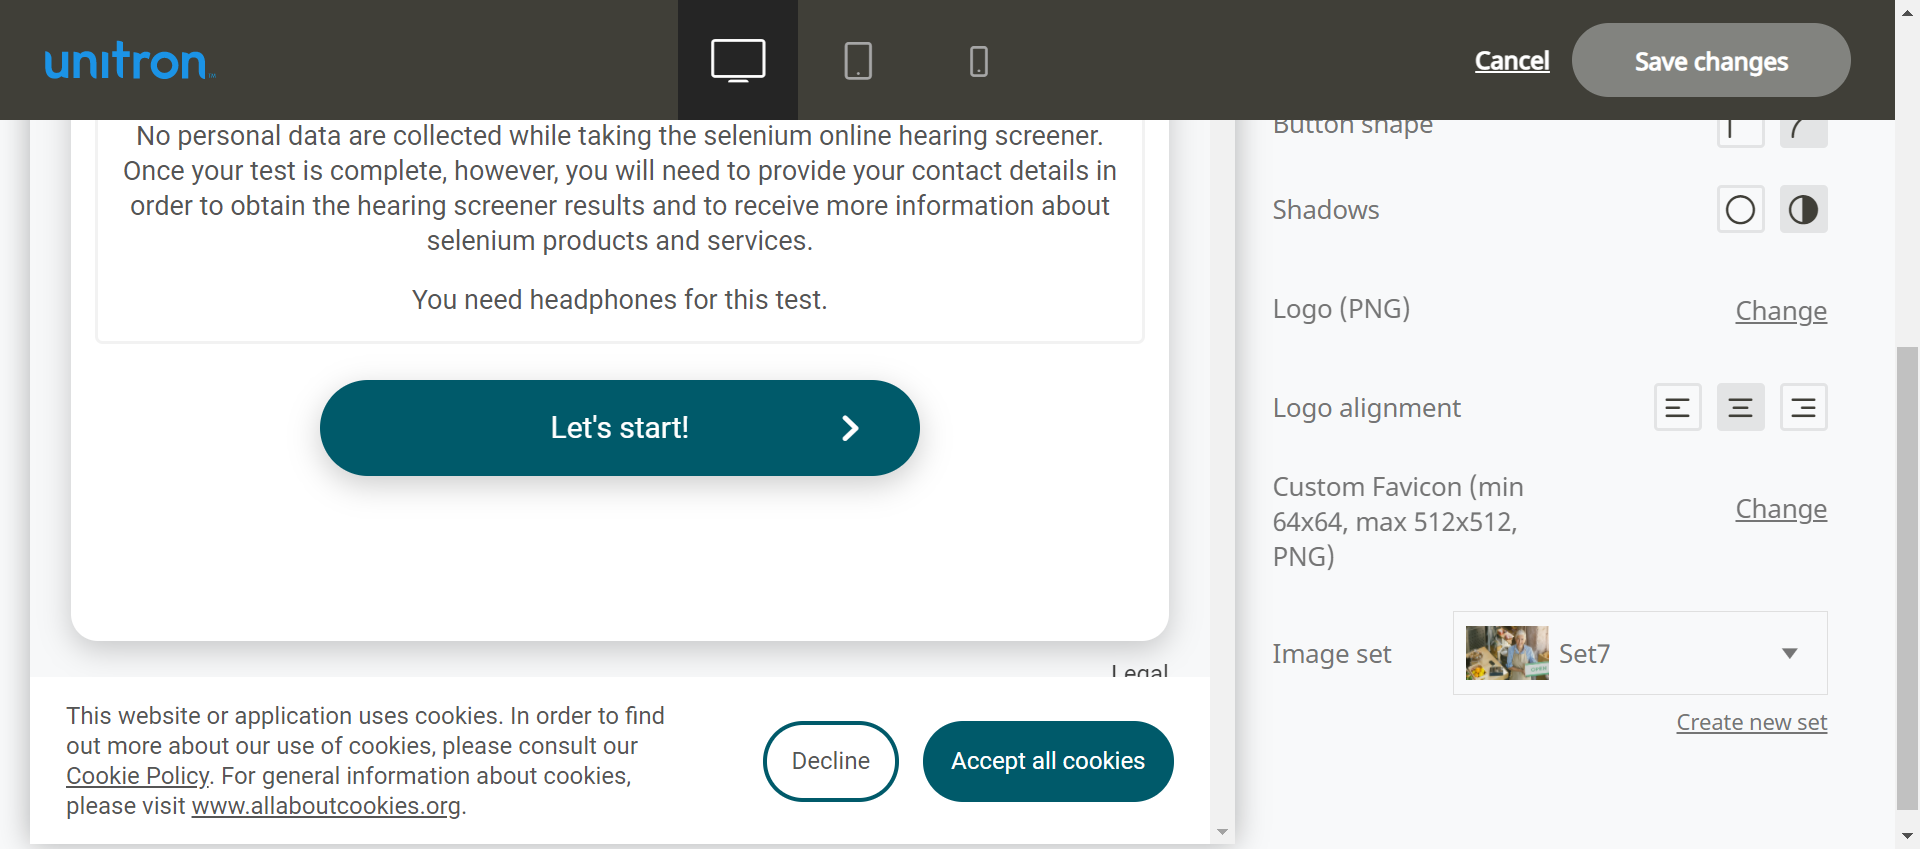 unitron™
Cancel
Save changes
No personal data are collected while taking the selenium online hearing screener.
Once your test is complete, however, you will need to provide your contact details in
order to obtain the hearing screener results and to receive more information about
selenium products and services.
You need headphones for this test.
Let's start!
Legal
This website or application uses cookies. In order to find
out more about our use of cookies, please consult our
Cookie Policy. For general information about cookies,
please visit www.allaboutcookies.org.
Decline
Accept all cookies
Button shape
Shadows
Logo (PNG)
Change
Logo alignment
Custom Favicon (min
64x64, max 512x512,
PNG)
Change
Image set
OPEN
Set7
Create new set